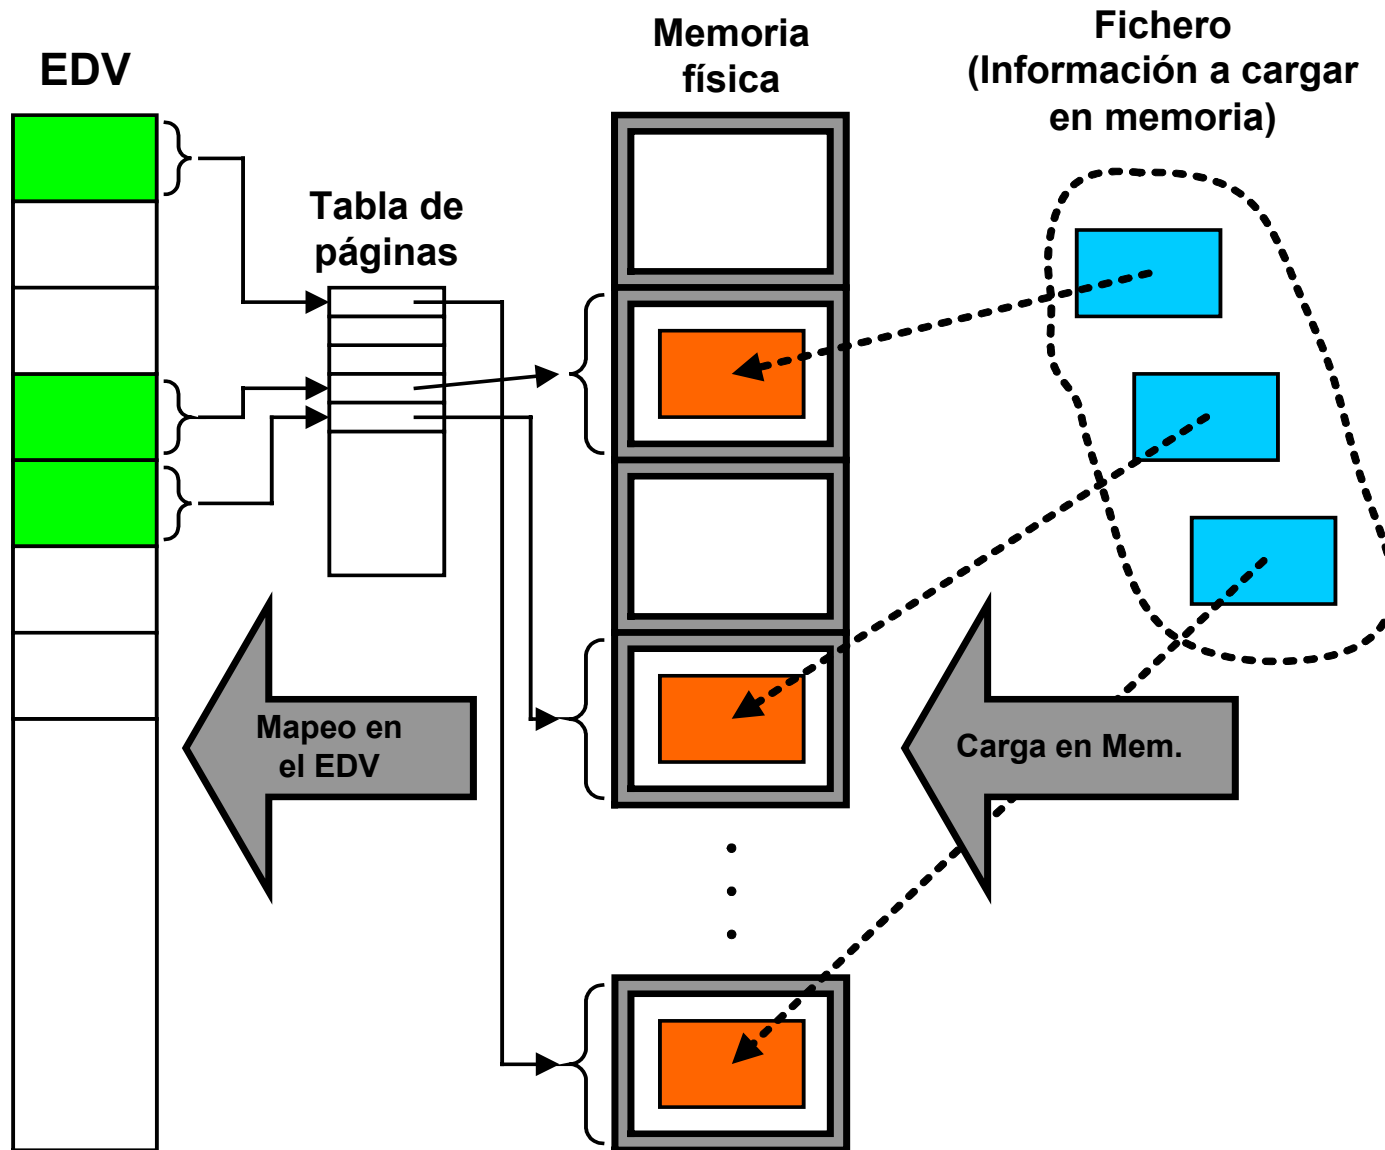 EDV
Memoria
física
Fichero
(Información a cargar
en memoria)
Tabla de
páginas
Mapeo en
el EDV
Carga en Mem.